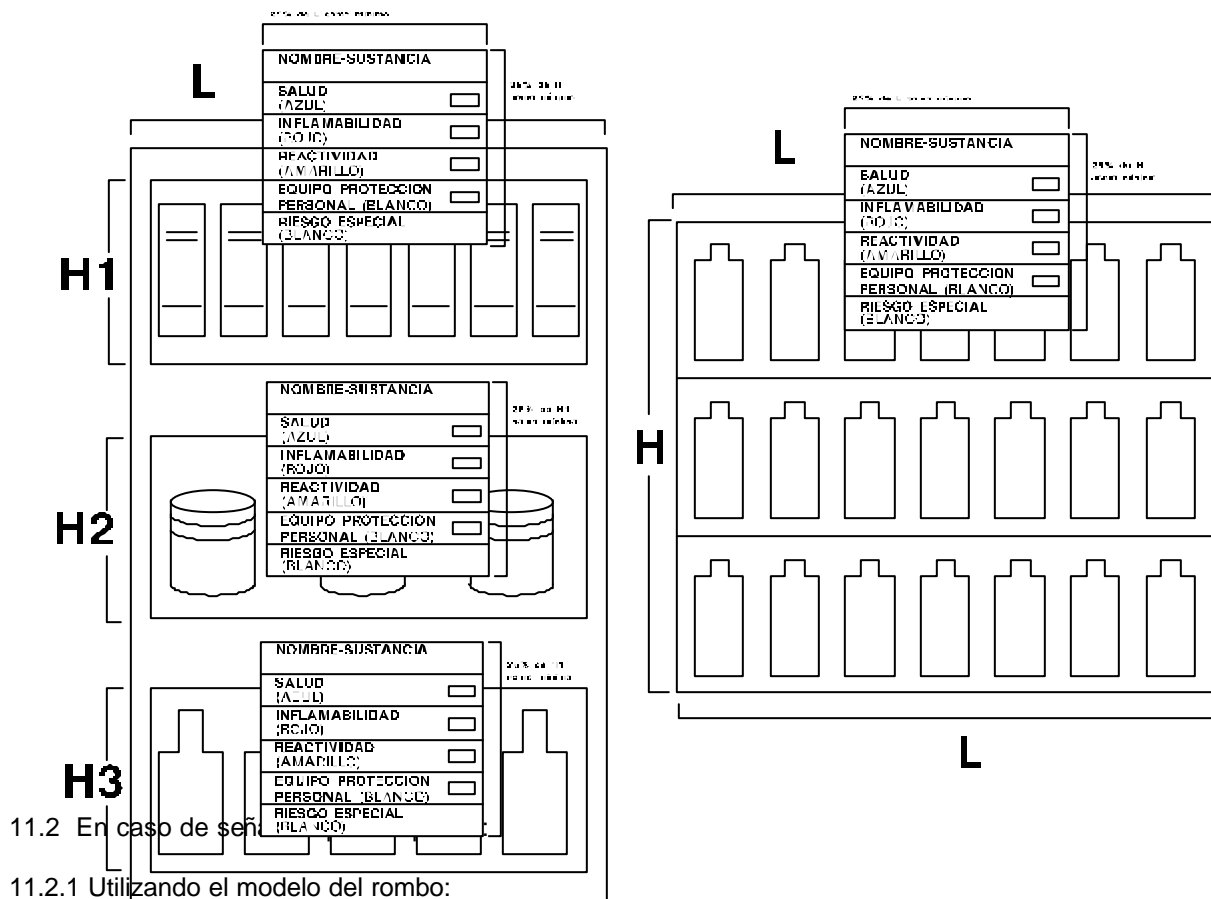 L
NOMBRE-SUSTANCIA
SALUD
(AZUL)
INFLAMABILIDAD
(ROJO)
REACTIVIDAD
(AMARILLO)
EQUIPO PROTECCION
PERSONAL (BLANCO)
RIESGO ESPECIAL
(BLANCO)
H1
NOMBRE-SUSTANCIA
SALUD
(AZUL)
INFLAMABILIDAD
(ROJO)
REACTIVIDAD
(AMARILLO)
EQUIPO PROTECCION
PERSONAL (BLANCO)
RIESGO ESPECIAL
(BLANCO)
H2
NOMBRE-SUSTANCIA
SALUD
(AZUL)
INFLAMABILIDAD
(ROJO)
REACTIVIDAD
(AMARILLO)
EQUIPO PROTECCION
PERSONAL (BLANCO)
RIESGO ESPECIAL
(BLANCO)
H3
L
25% de H
NOMBRE-SUSTANCIA
SALUD
(AZUL)
INFLAMABILIDAD
(ROJO)
REACTIVIDAD
(AMARILLO)
EQUIPO PROTECCION
PERSONAL (BLANCO)
RIESGO ESPECIAL
(BLANCO)
H
L
11.2 En caso de
11.2.1 Utilizando el modelo del rombo: